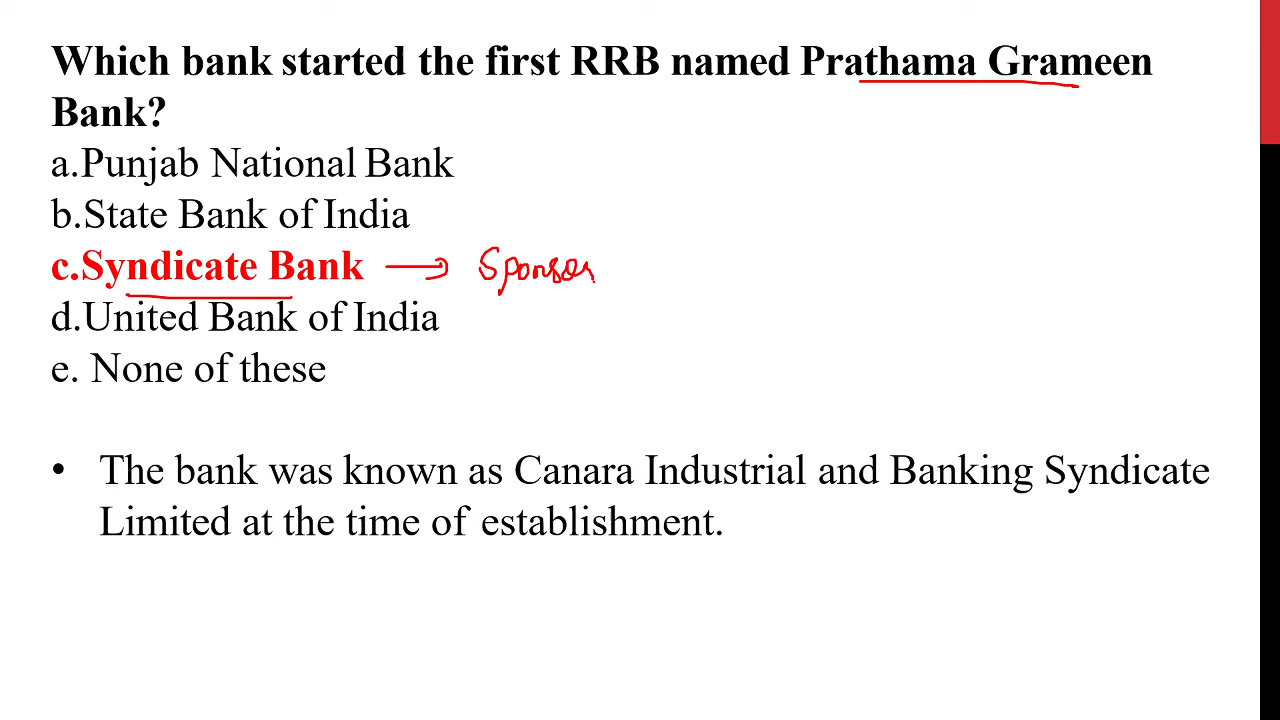 Which bank started the first RRB named Prathama Grameen
Bank?
a.Punjab National Bank
b.State Bank of India
c.Syndicate Bank → Sponsor
d.United Bank of India
e. None of these
• The bank was known as Canara Industrial and Banking Syndicate
Limited at the time of establishment.